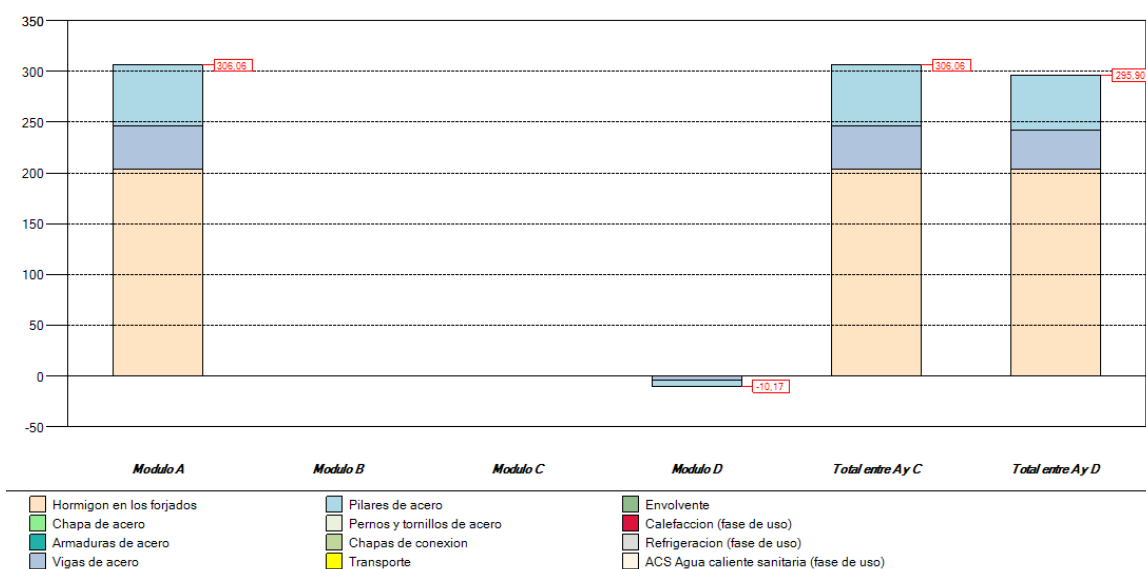 350
306,06
306,06
300
295,90
250
200
150
100
50
0
-10,17
-50
Modulo A
Modulo B
Modulo C
Modulo D
Total entre A y C
Total entre A y D
Hormigon en los forjados
Pilares de acero
Envolvente
Chapa de acero
Pernos y tornillos de acero
Calefaccion (fase de uso)
Armaduras de acero
Chapas de conexion
Refrigeracion (fase de uso)
Vigas de acero
Transporte
ACS Agua caliente sanitaria (fase de uso)